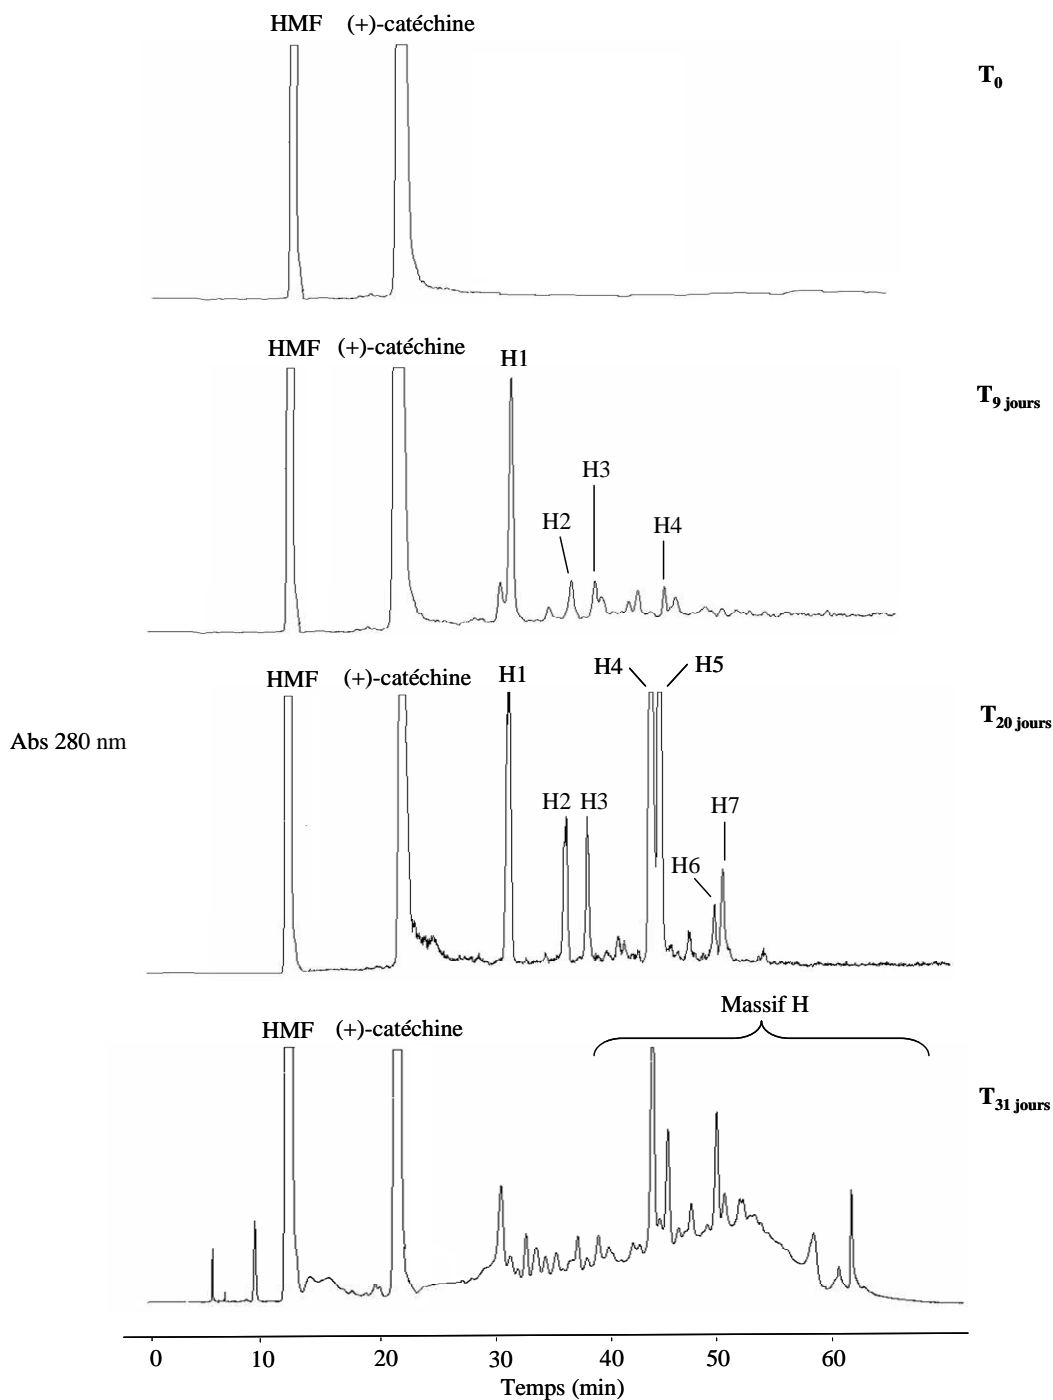 HMF (+)-catéchine
T0
HMF (+)-catéchine H1
T9 jours
H3
H2 H4
HMF (+)-catéchine H1 H4 H5
T20 jours
Abs 280 nm
H2 H3 H7
H6
Massif H
HMF (+)-catéchine
T31 jours
0 10 20 30 40 50 60
Temps (min)